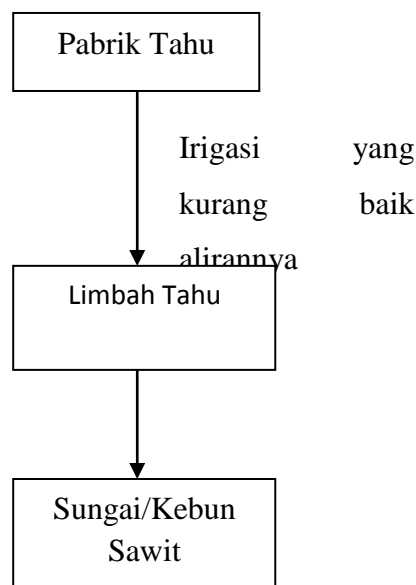 Pabrik Tahu
Irigasi yang
kurang baik
alirannya
Limbah Tahu
Sungai/Kebun
Sawit